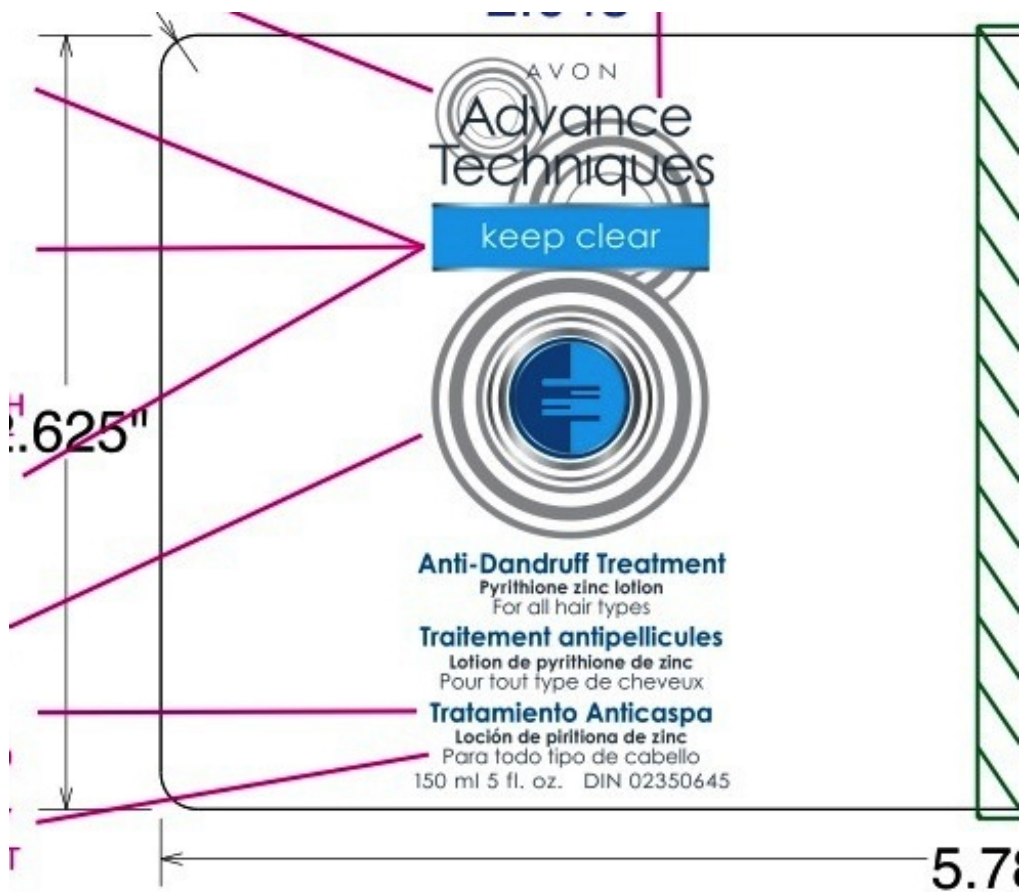 AVON
Advance
Techniques
keep clear
.625"
Anti-Dandruff Treatment
Pyrithione zinc lotion
For all hair types
Traitement antipellicules
Lotion de pyrithione de zinc
Pour tout type de cheveux
Tratamiento Anticaspa
Loción de piritiona de zinc
Para todo tipo de cabello
150 ml 5 fl. oz. DIN 02350645
5.78